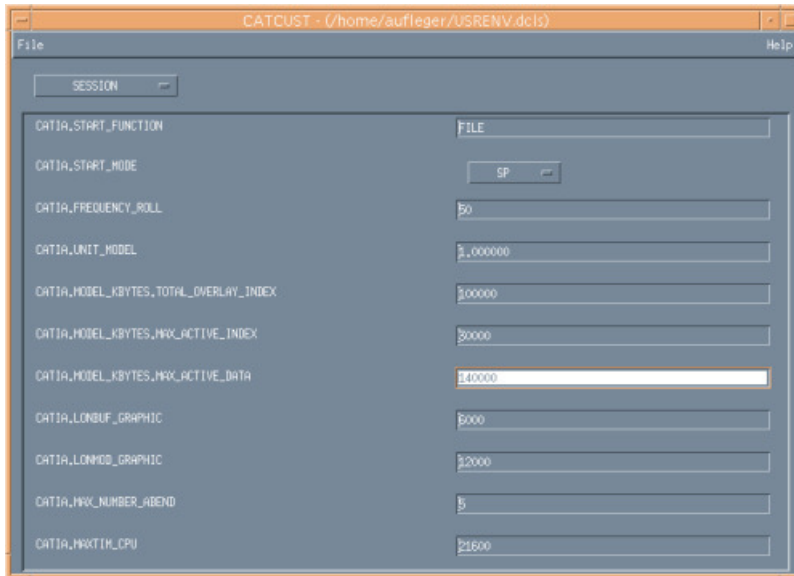 CATCUST - (/home/aufleger/USRENV.dcls)
File Help
SESSION
CATIA.START_FUNCTION FILE
CATIA.START_MODE SP
CATIA.FREQUENCY_ROLL 50
CATIA.UNIT_MODEL 1.000000
CATIA.MODEL_KBYTES.TOTAL_OVERLAY_INDEX 100000
CATIA.MODEL_KBYTES.MAX_ACTIVE_INDEX 30000
CATIA.MODEL_KBYTES.MAX_ACTIVE_DATA 140000
CATIA.LONBUF_GRAPHIC 6000
CATIA.LONMOD_GRAPHIC 12000
CATIA.MAX_NUMBER_ABEND 5
CATIA.MAXTIM_CPU 21600